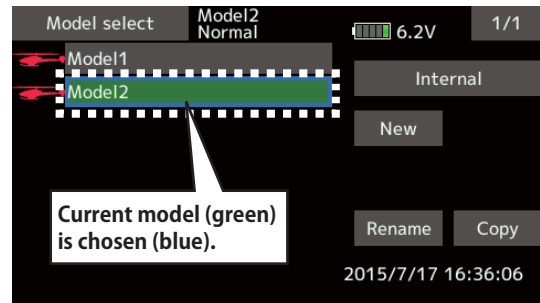 Model select
Model2
Normal
6.2V
1/1
Model1
Internal
Model2
New
Current model (green)
is chosen (blue).
Rename
Copy
2015/7/17 16:36:06